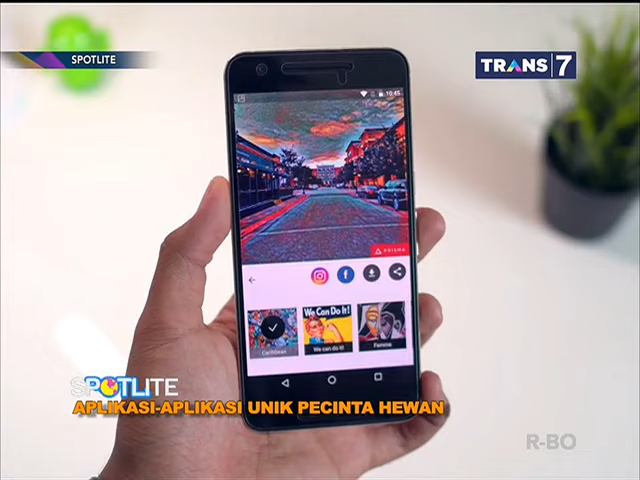 SPOTLITE
TRANS 7
10:45
PRISMA
We Can Do It!
Caribbean
We can do it!
Femme
SPOTLITE
APLIKASI-APLIKASI UNIK PECINTA HEWAN
R-BO